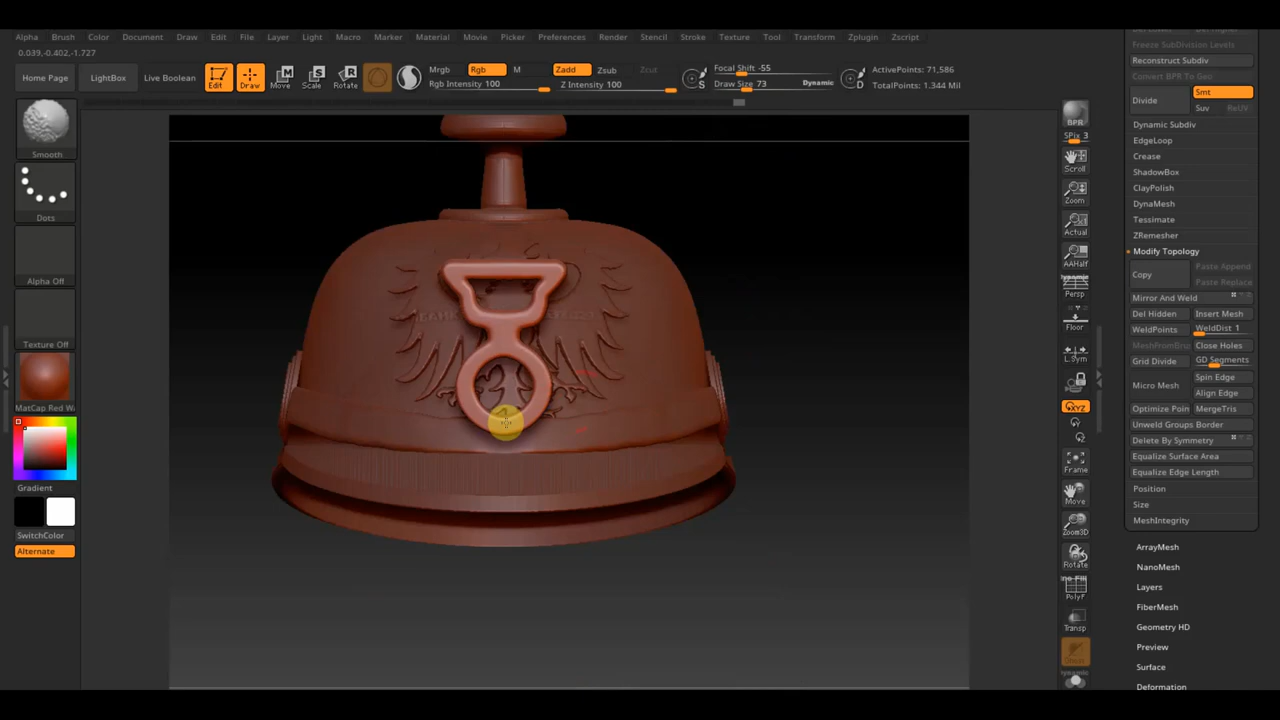 Alpha Brush Color Document Draw Edit File Layer Light Macro Marker Material Movie Picker Preferences Render Stencil Stroke Texture Tool Transform Zplugin Zscript
0.039,-0.402,-1.727
Home Page LightBox Live Boolean Edit Draw Move Scale Rotate
Mrgb Rgb M Zadd Zsub Zcut
Rgb Intensity 100 Z Intensity 100
Focal Shift -55
Draw Size 73 Dynamic
S D
ActivePoints: 71,586
TotalPoints: 1.344 Mil
Smooth
Dots
Alpha Off
Texture Off
MatCap Red W
Gradient
SwitchColor
Alternate
BPR
SPix 3
Scroll
Zoom
Actual
AAHalf
Dynamic
Persp
Floor
L.Sym
XYZ
Frame
Move
Zoom3D
Rotate
PolyF
Transp
Freeze SubDivision Levels
Reconstruct Subdiv
Convert BPR To Geo
Divide Smt
Suv ReUV
Dynamic Subdiv
EdgeLoop
Crease
ShadowBox
ClayPolish
DynaMesh
Tessimate
ZRemesher
Modify Topology
Copy Paste Append
Paste Replace
Mirror And Weld
Del Hidden Insert Mesh
WeldPoints WeldDist 1
MeshFromBru Close Holes
Grid Divide GD Segments
Micro Mesh Spin Edge
Align Edge
Optimize Poin MergeTris
Unweld Groups Border
Delete By Symmetry
Equalize Surface Area
Equalize Edge Length
Position
Size
MeshIntegrity
ArrayMesh
NanoMesh
Layers
FiberMesh
Geometry HD
Preview
Surface
Deformation